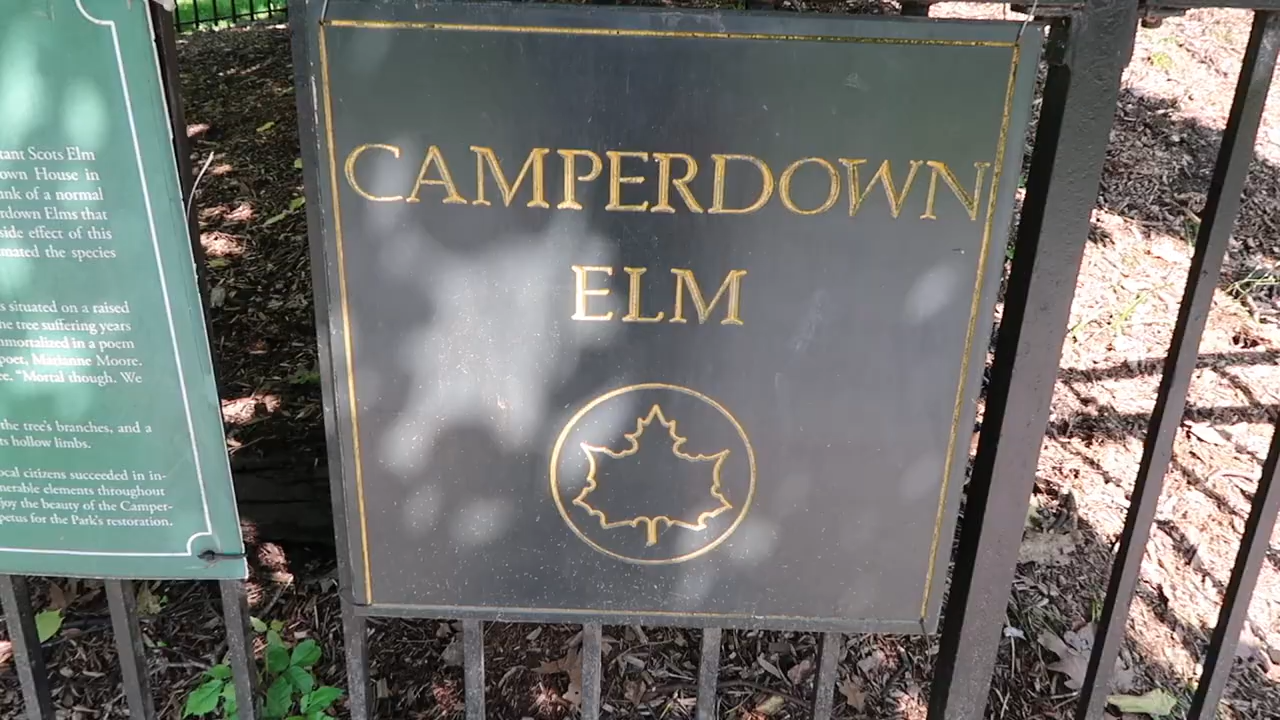 tant Scots Elm
own House in
unk of a normal
rdown Elms that
side effect of this
mated the species
s situated on a raised
he tree suffering years
mmortalized in a poem
poet, Marianne Moore.
ee. "Mortal though. We
the tree's branches, and a
ts hollow limbs.
ocal citizens succeeded in in-
nerable elements throughout
joy the beauty of the Camper-
petus for the Park's restoration.
CAMPERDOWN
ELM